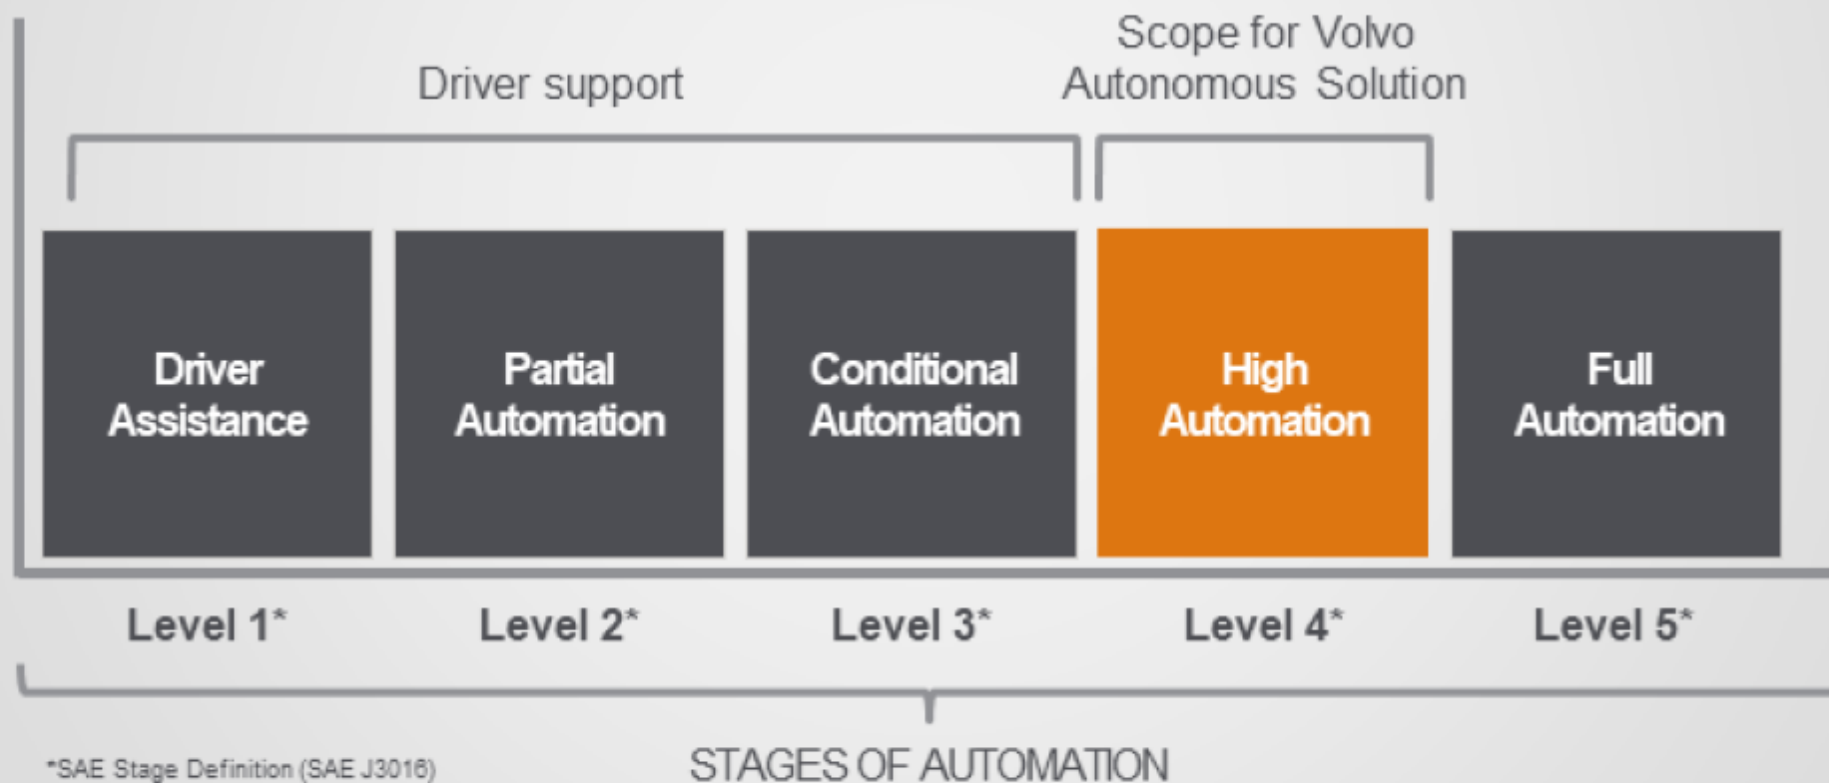 Driver support
Scope for Volvo
Autonomous Solution
Driver
Assistance
Partial
Automation
Conditional
Automation
High
Automation
Full
Automation
Level 1*
Level 2*
Level 3*
Level 4*
Level 5*
STAGES OF AUTOMATION
*SAE Stage Definition (SAE J3016)